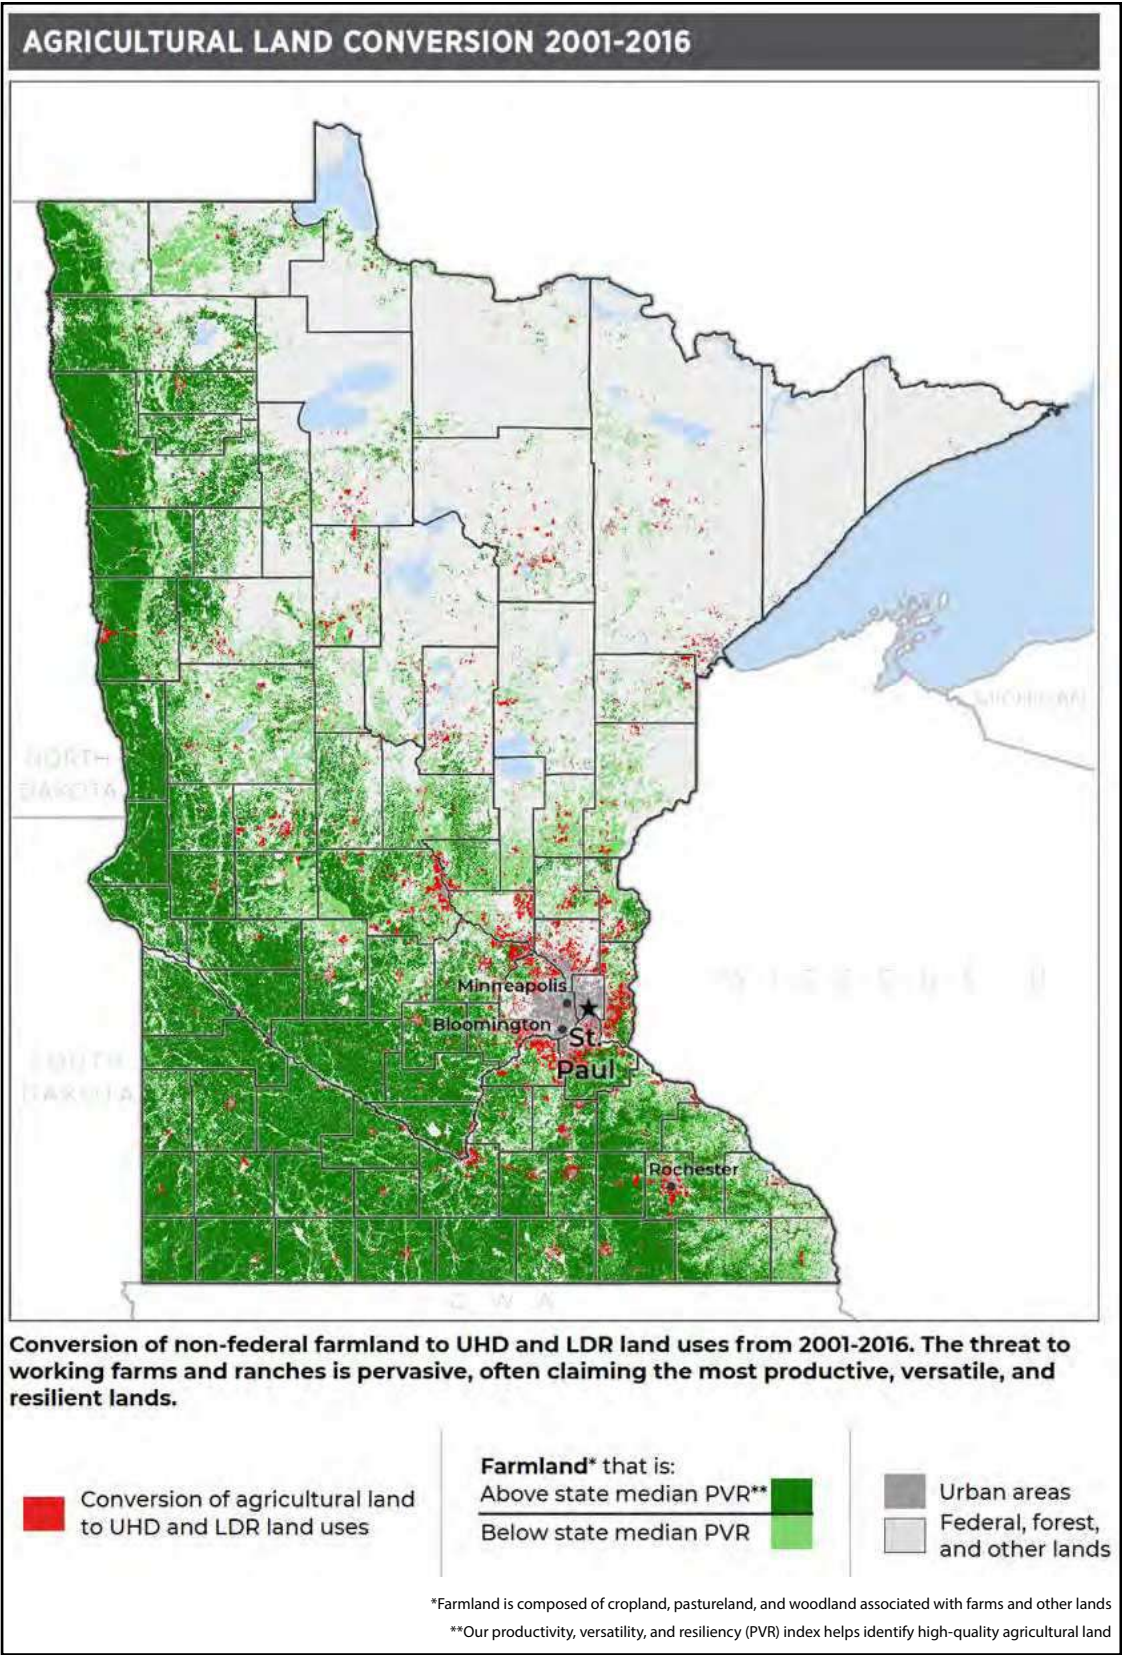 AGRICULTURAL LAND CONVERSION 2001-2016
MICHIGAN
NORTH
DAKOTA
Minneapolis
Bloomington
St.
Paul
SOUTH
DAKOTA
Rochester
Conversion of non-federal farmland to UHD and LDR land uses from 2001-2016. The threat to
working farms and ranches is pervasive, often claiming the most productive, versatile, and
resilient lands.
Conversion of agricultural land
to UHD and LDR land uses
Farmland* that is:
Above state median PVR**
Below state median PVR
Urban areas
Federal, forest,
and other lands
*Farmland is composed of cropland, pastureland, and woodland associated with farms and other lands
**Our productivity, versatility, and resiliency (PVR) index helps identify high-quality agricultural land